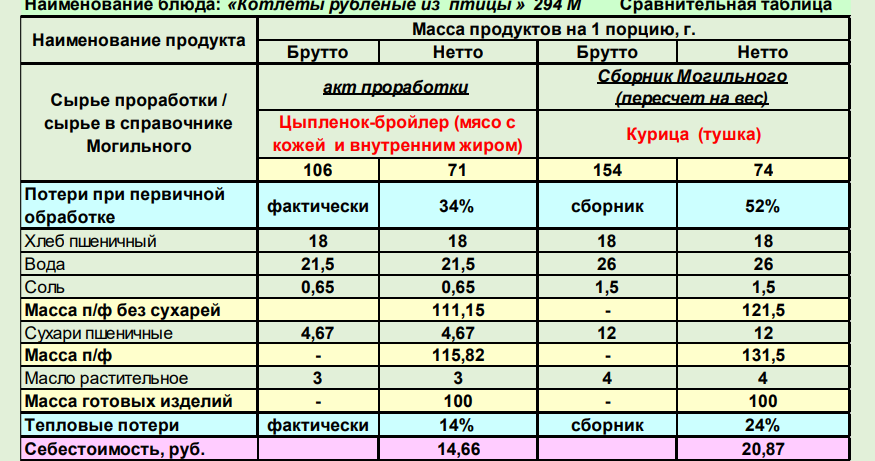 Наименование блюда: «Котлеты рубленые из птицы » 294 М Сравнительная таблица
Наименование продукта Масса продуктов на 1 порцию, г.
Брутто Нетто Брутто Нетто
Сырье проработки / сырье в справочнике Могильного
акт проработки Сборник Могильного (пересчет на вес)
Цыпленок-бройлер (мясо с кожей и внутренним жиром) Курица (тушка)
106 71 154 74
Потери при первичной обработке фактически 34% сборник 52%
Хлеб пшеничный 18 18 18 18
Вода 21,5 21,5 26 26
Соль 0,65 0,65 1,5 1,5
Масса п/ф без сухарей 111,15 - 121,5
Сухари пшеничные 4,67 4,67 12 12
Масса п/ф - 115,82 - 131,5
Масло растительное 3 3 4 4
Масса готовых изделий - 100 - 100
Тепловые потери фактически 14% сборник 24%
Себестоимость, руб. 14,66 20,87